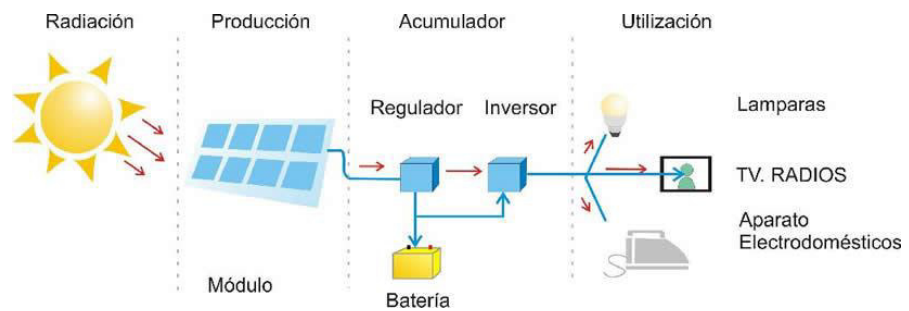 Radiación
Producción
Acumulador
Utilización
Regulador
Inversor
Lamparas
TV. RADIOS
Aparato
Electrodomésticos
Módulo
Batería